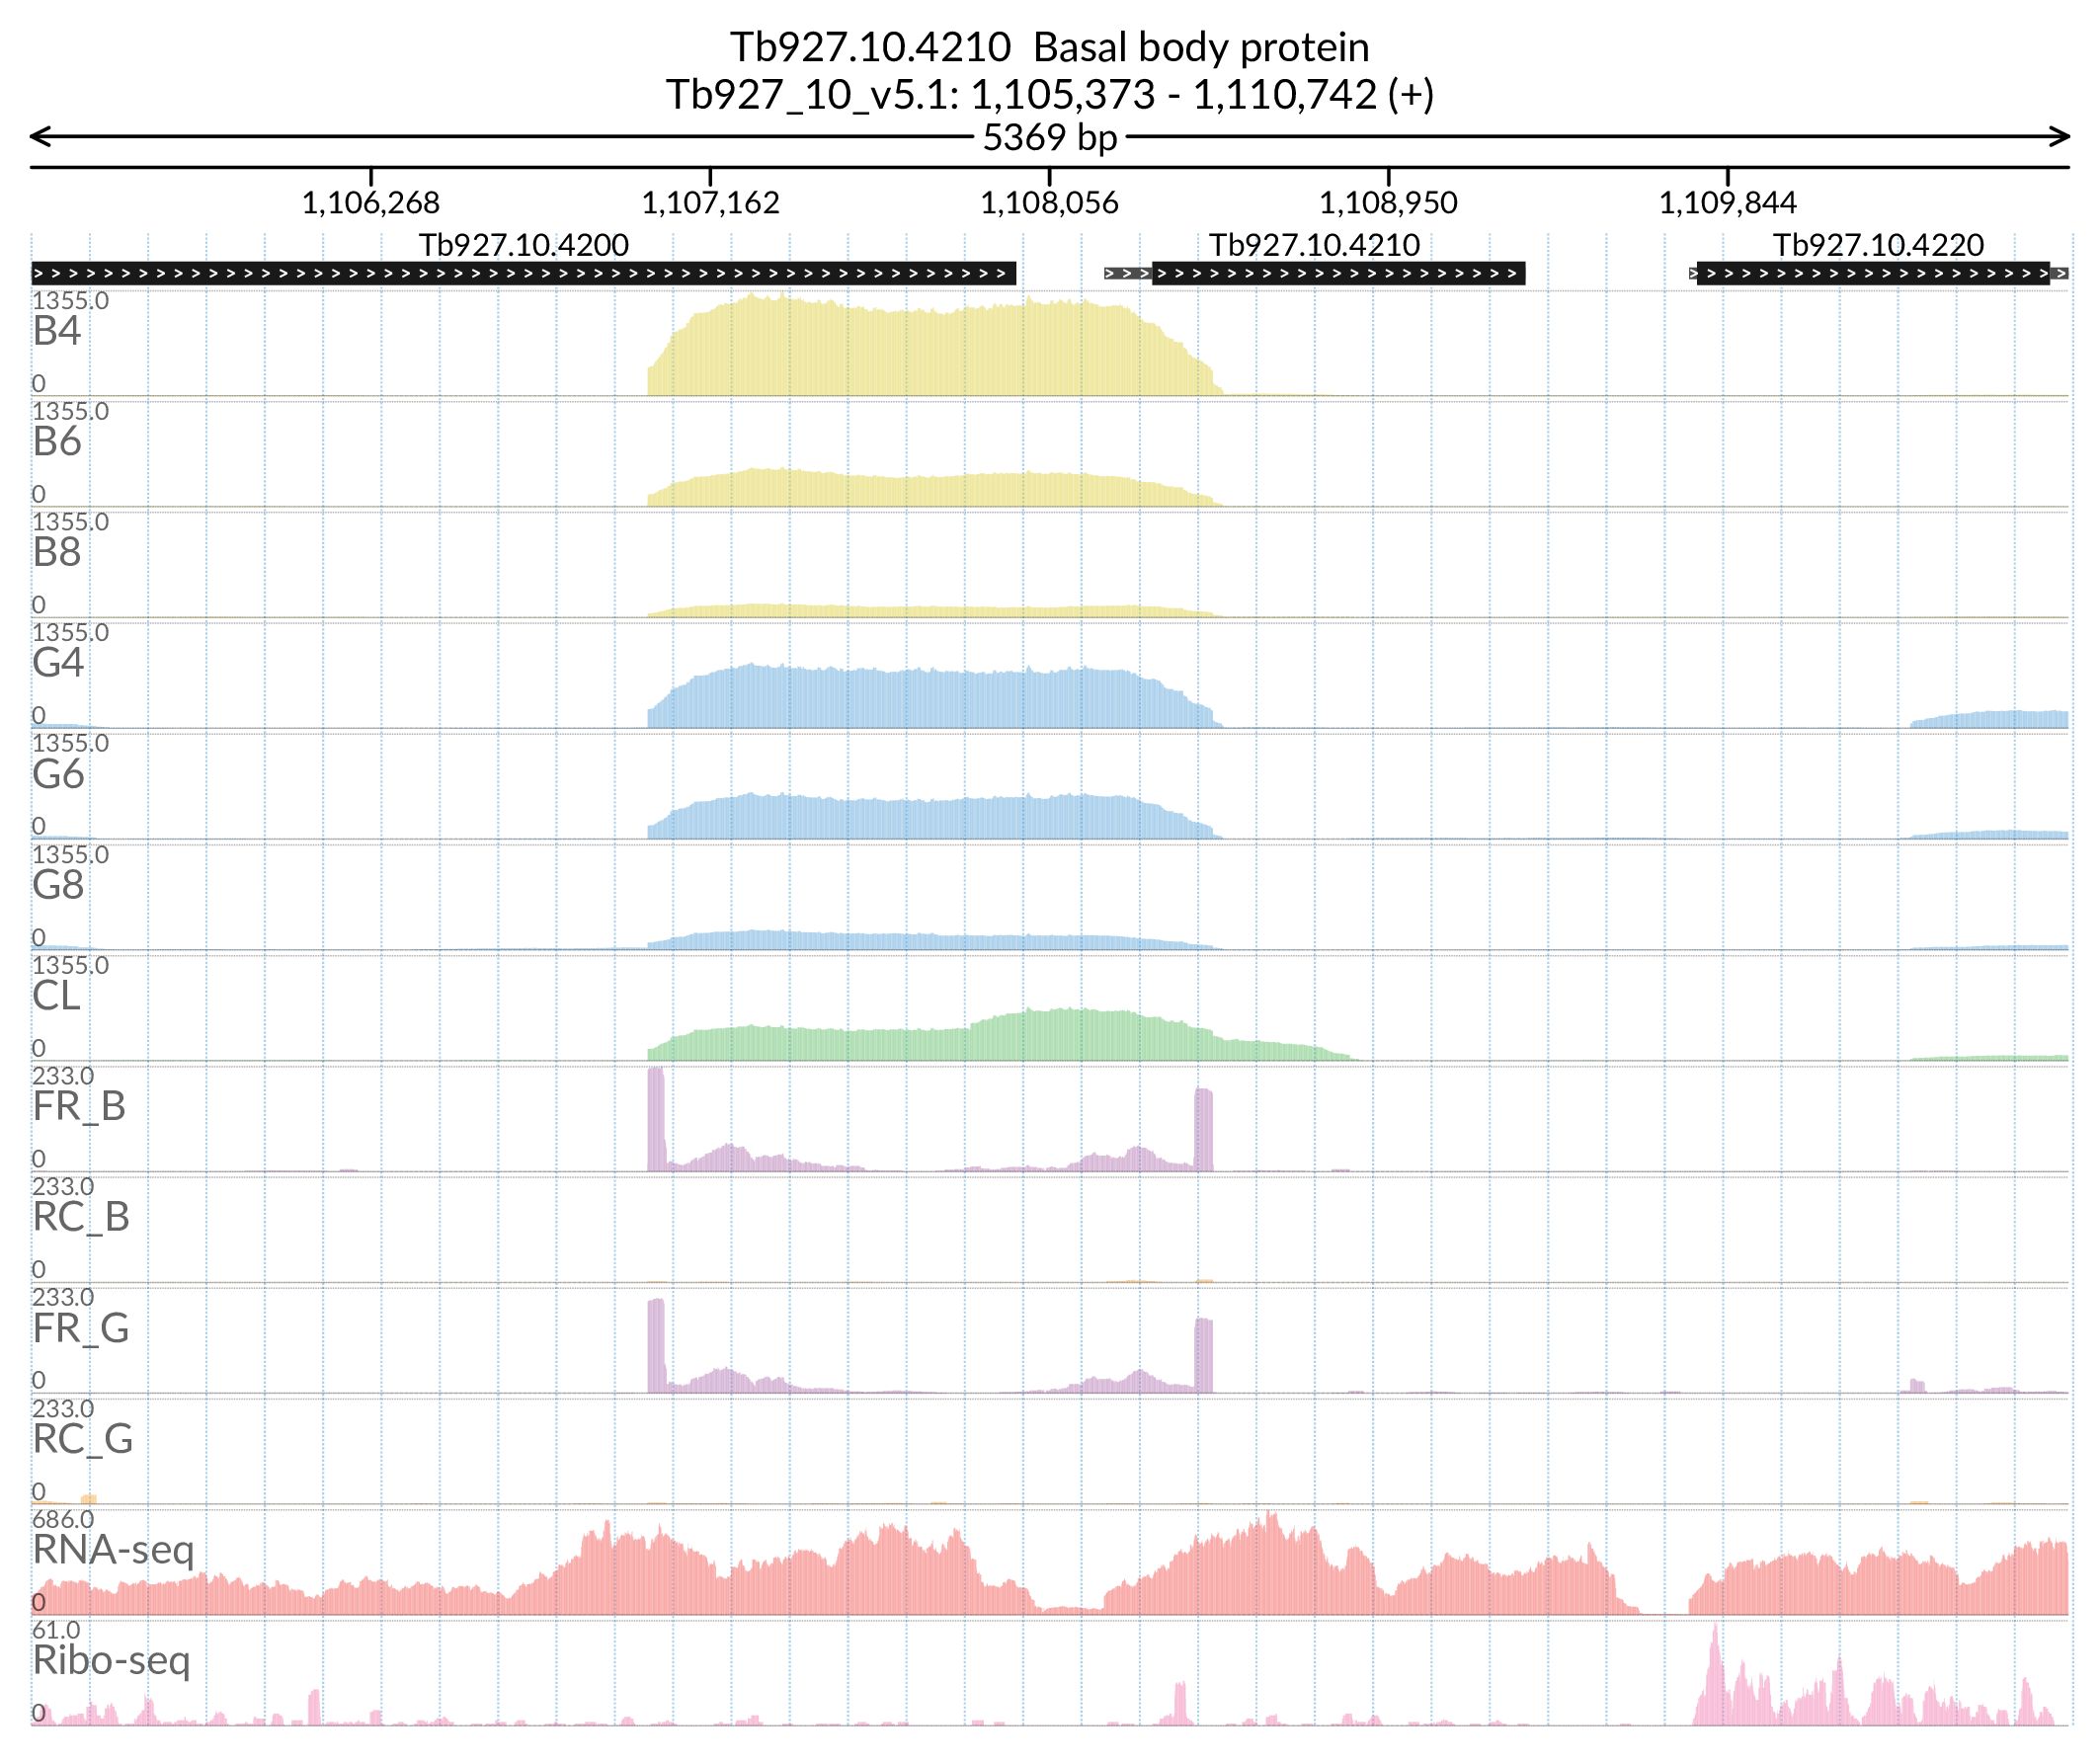 Tb927.10.4210 Basal body protein
Tb927_10_v5.1: 1,105,373 - 1,110,742 (+)
5369 bp
1,106,268 1,107,162 1,108,056 1,108,950 1,109,844
Tb927.10.4200 Tb927.10.4210 Tb927.10.4220
1355.0
B4
0
1355.0
B6
0
1355.0
B8
0
1355.0
G4
0
1355.0
G6
0
1355.0
G8
0
1355.0
CL
0
233.0
FR_B
0
233.0
RC_B
0
233.0
FR_G
0
233.0
RC_G
0
686.0
RNA-seq
0
61.0
Ribo-seq
0